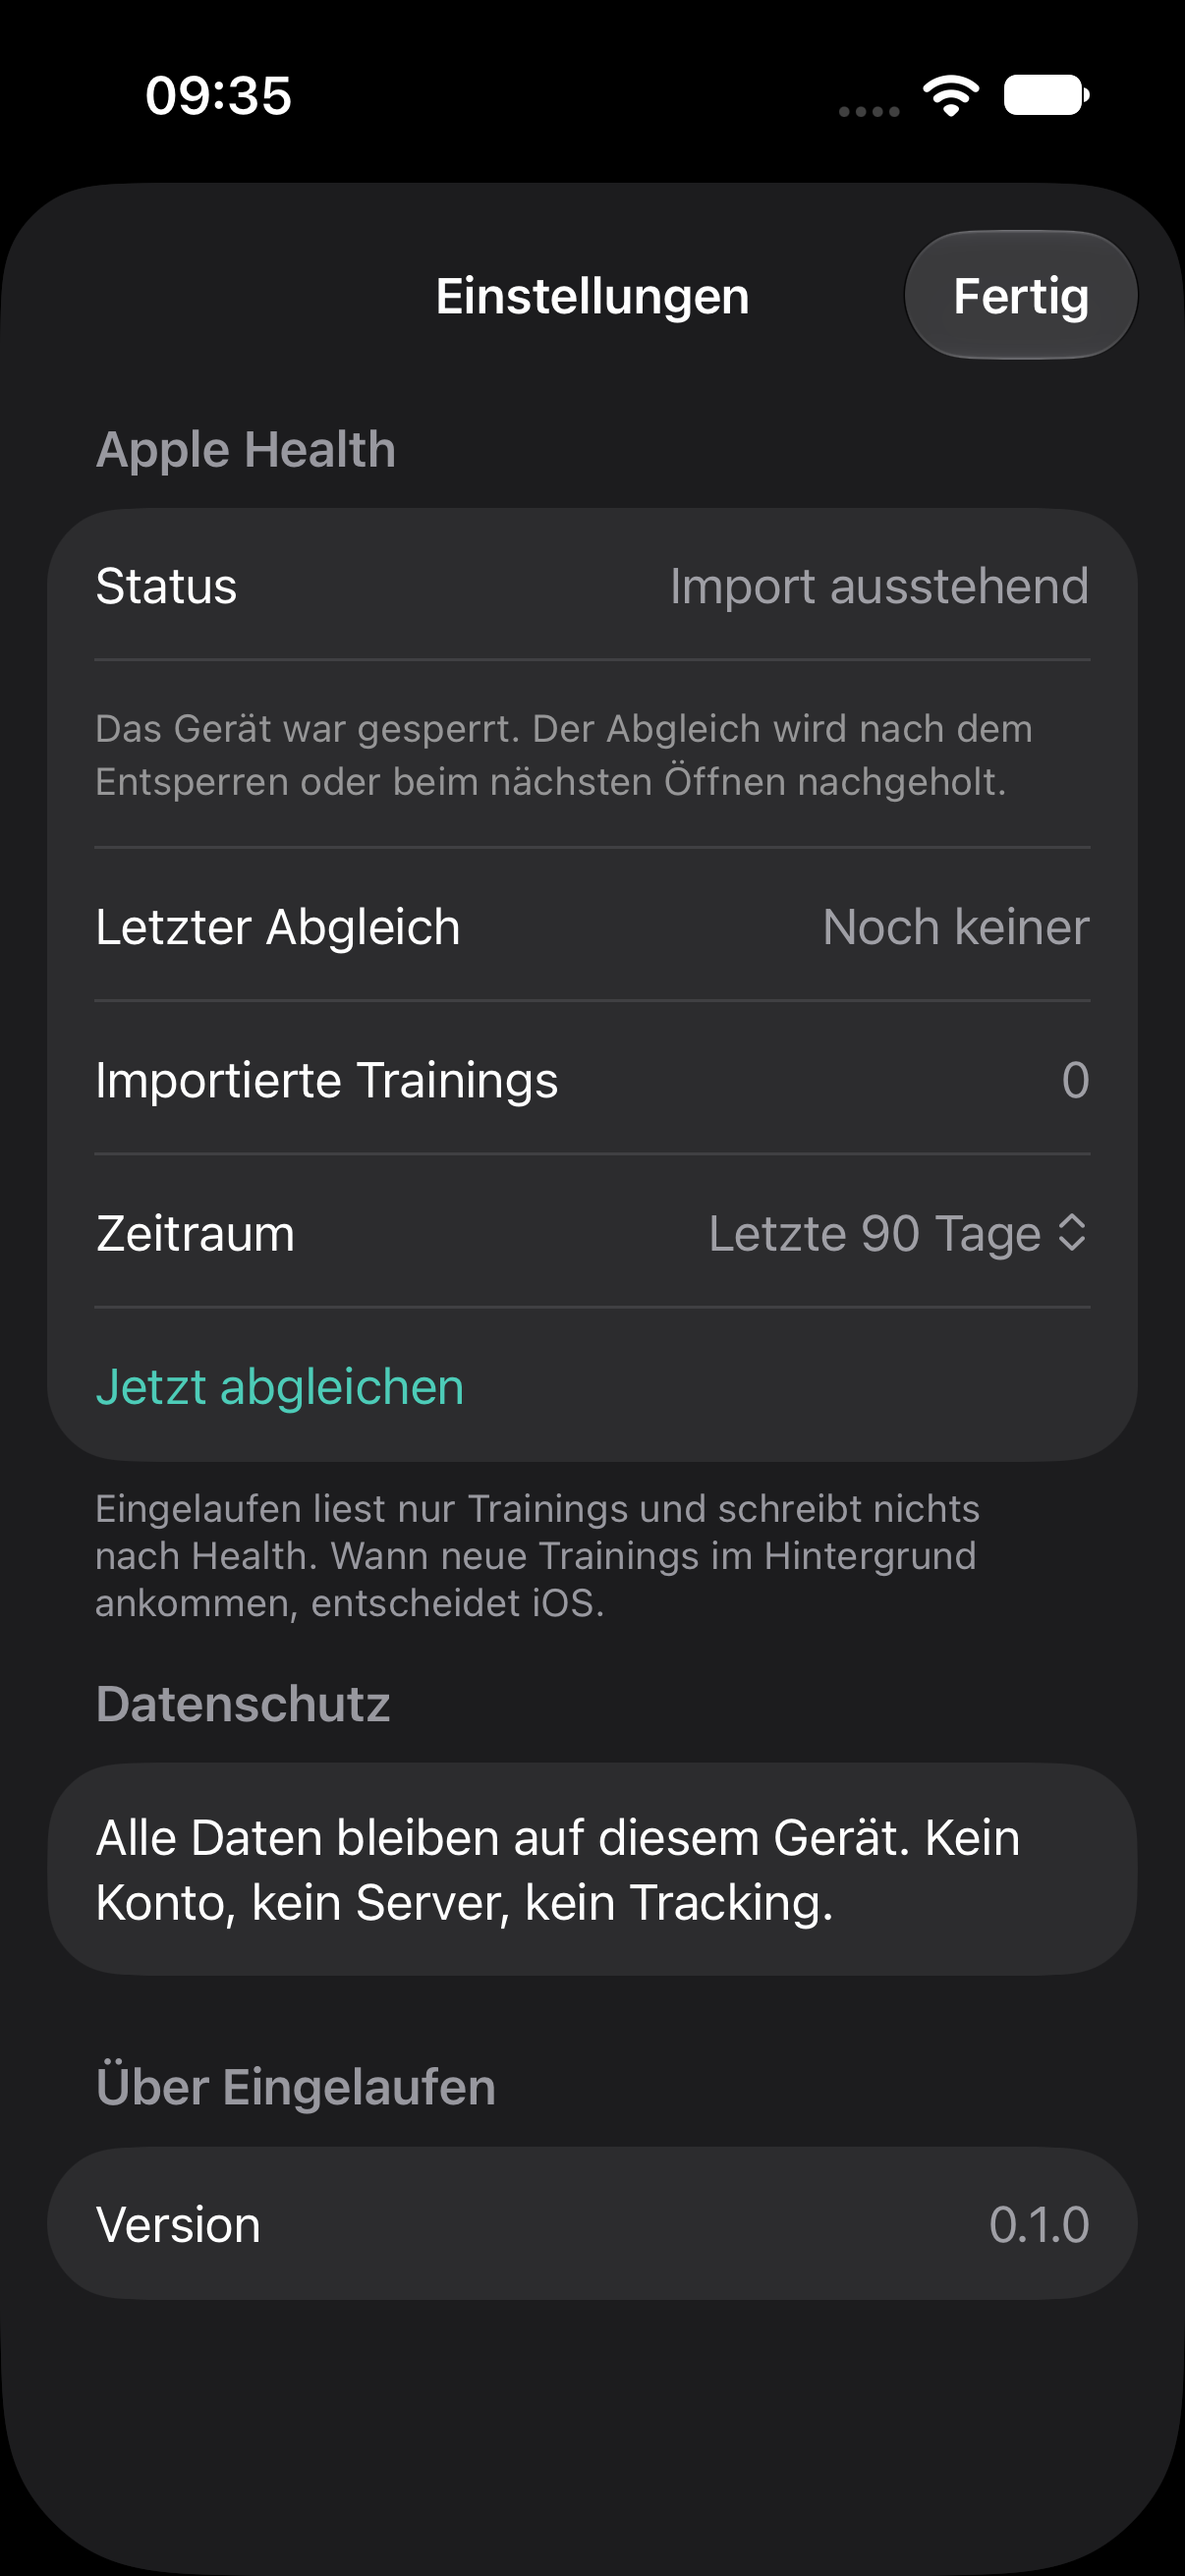 09:35
Einstellungen
Fertig
Apple Health
Status Import ausstehend
Das Gerät war gesperrt. Der Abgleich wird nach dem
Entsperren oder beim nächsten Öffnen nachgeholt.
Letzter Abgleich Noch keiner
Importierte Trainings 0
Zeitraum Letzte 90 Tage
Jetzt abgleichen
Eingelaufen liest nur Trainings und schreibt nichts
nach Health. Wann neue Trainings im Hintergrund
ankommen, entscheidet iOS.
Datenschutz
Alle Daten bleiben auf diesem Gerät. Kein
Konto, kein Server, kein Tracking.
Über Eingelaufen
Version 0.1.0